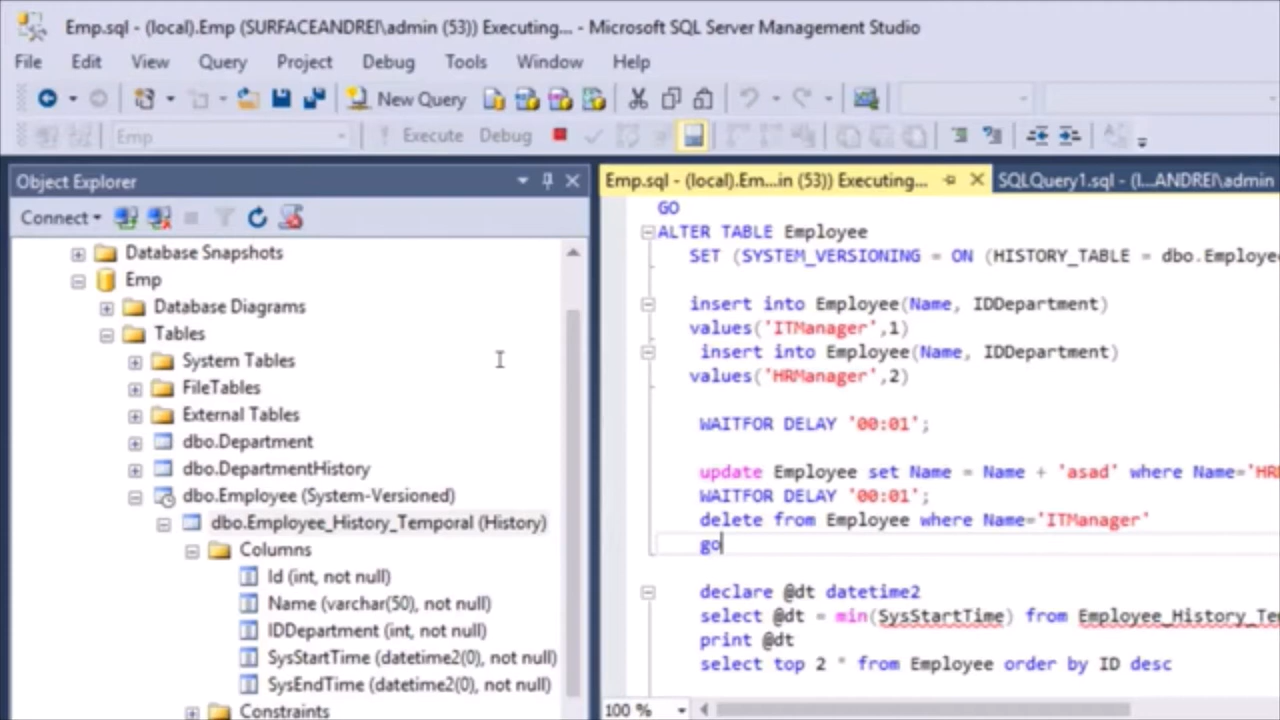 Emp.sql - (local).Emp (SURFACEANDREI\admin (53)) Executing... - Microsoft SQL Server Management Studio
File Edit View Query Project Debug Tools Window Help
New Query
Emp Execute Debug
Object Explorer
Connect
Database Snapshots
Emp
Database Diagrams
Tables
System Tables
FileTables
External Tables
dbo.Department
dbo.DepartmentHistory
dbo.Employee (System-Versioned)
dbo.Employee_History_Temporal (History)
Columns
Id (int, not null)
Name (varchar(50), not null)
IDDepartment (int, not null)
SysStartTime (datetime2(0), not null)
SysEndTime (datetime2(0), not null)
Constraints
Emp.sql - (local).Em...in (53)) Executing... SQLQuery1.sql - (l...ANDREI\admin
GO
ALTER TABLE Employee
SET (SYSTEM_VERSIONING = ON (HISTORY_TABLE = dbo.Employe
insert into Employee(Name, IDDepartment)
values('ITManager',1)
insert into Employee(Name, IDDepartment)
values('HRManager',2)
WAITFOR DELAY '00:01';
update Employee set Name = Name + 'asad' where Name='HR
WAITFOR DELAY '00:01';
delete from Employee where Name='ITManager'
go
declare @dt datetime2
select @dt = min(SysStartTime) from Employee_History_Te
print @dt
select top 2 * from Employee order by ID desc
100 %